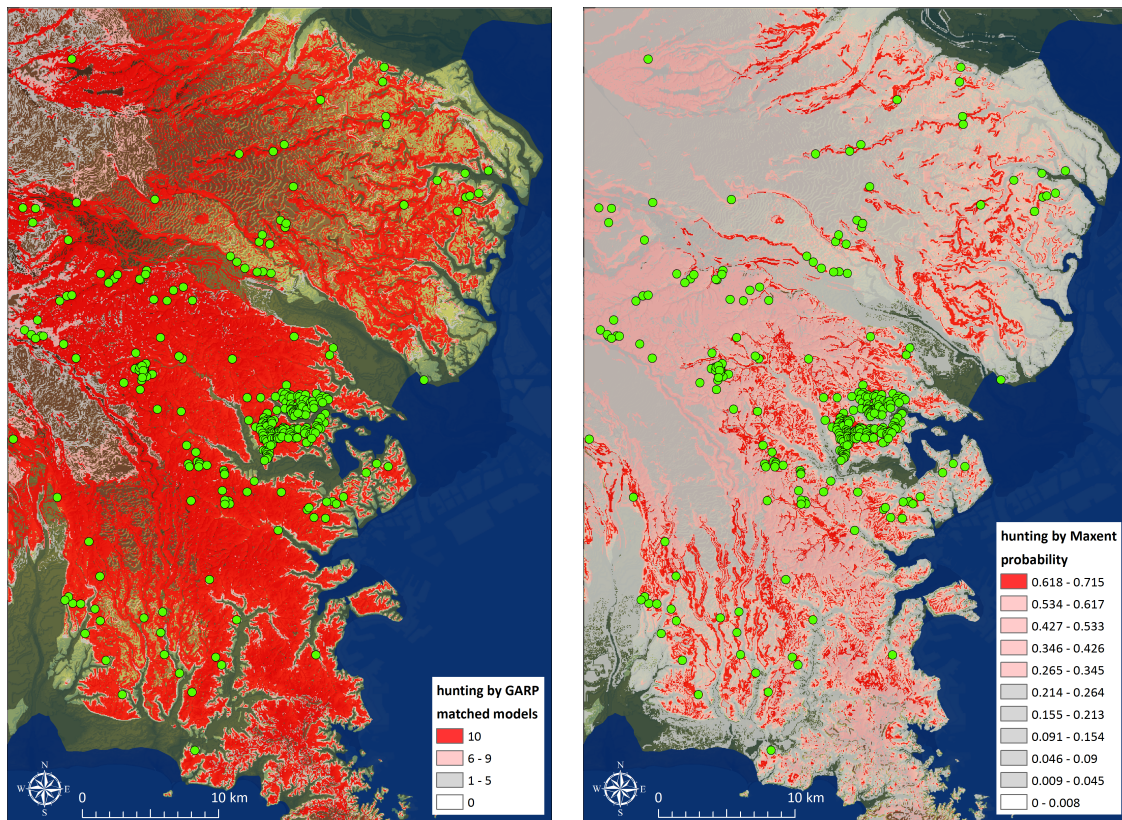 hunting by GARP
matched models
10
6 - 9
1 - 5
0
N
W E
S
0 10 km
hunting by Maxent
probability
0.618 - 0.715
0.534 - 0.617
0.427 - 0.533
0.346 - 0.426
0.265 - 0.345
0.214 - 0.264
0.155 - 0.213
0.091 - 0.154
0.046 - 0.09
0.009 - 0.045
0 - 0.008
N
W E
S
0 10 km